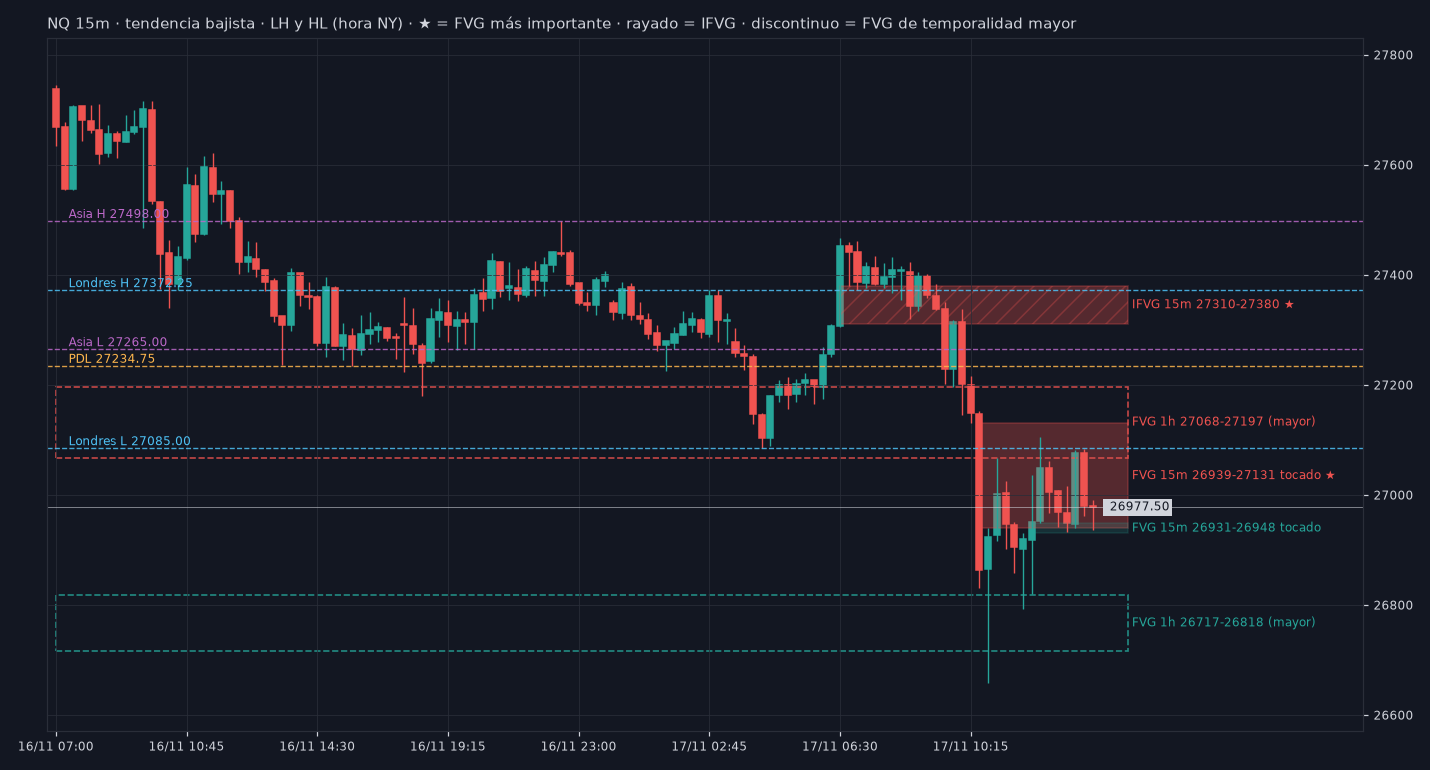 NQ 15m · tendencia bajista · LH y HL (hora NY) · ★ = FVG más importante · rayado = IFVG · discontinuo = FVG de temporalidad mayor
27800
27600
Asia H 27498.00
27400
Londres H 27372.25
IFVG 15m 27310-27380 ★
Asia L 27265.00
PDL 27234.75
27200
FVG 1h 27068-27197 (mayor)
Londres L 27085.00
FVG 15m 26939-27131 tocado ★
27000
26977.50
FVG 15m 26931-26948 tocado
26800
FVG 1h 26717-26818 (mayor)
26600
16/11 07:00
16/11 10:45
16/11 14:30
16/11 19:15
16/11 23:00
17/11 02:45
17/11 06:30
17/11 10:15